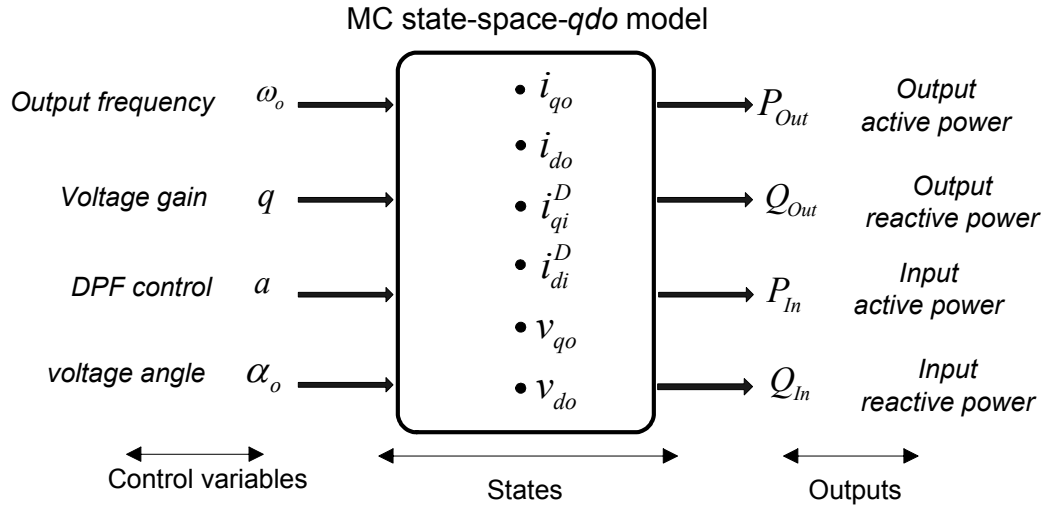 MC state-space-qdo model
Output frequency ω_o • i_qo P_Out Output active power
• i_do
Voltage gain q • i_qi^D Q_Out Output reactive power
DPF control a • i_di^D P_In Input active power
• v_qo
voltage angle α_o • v_do Q_In Input reactive power
Control variables States Outputs